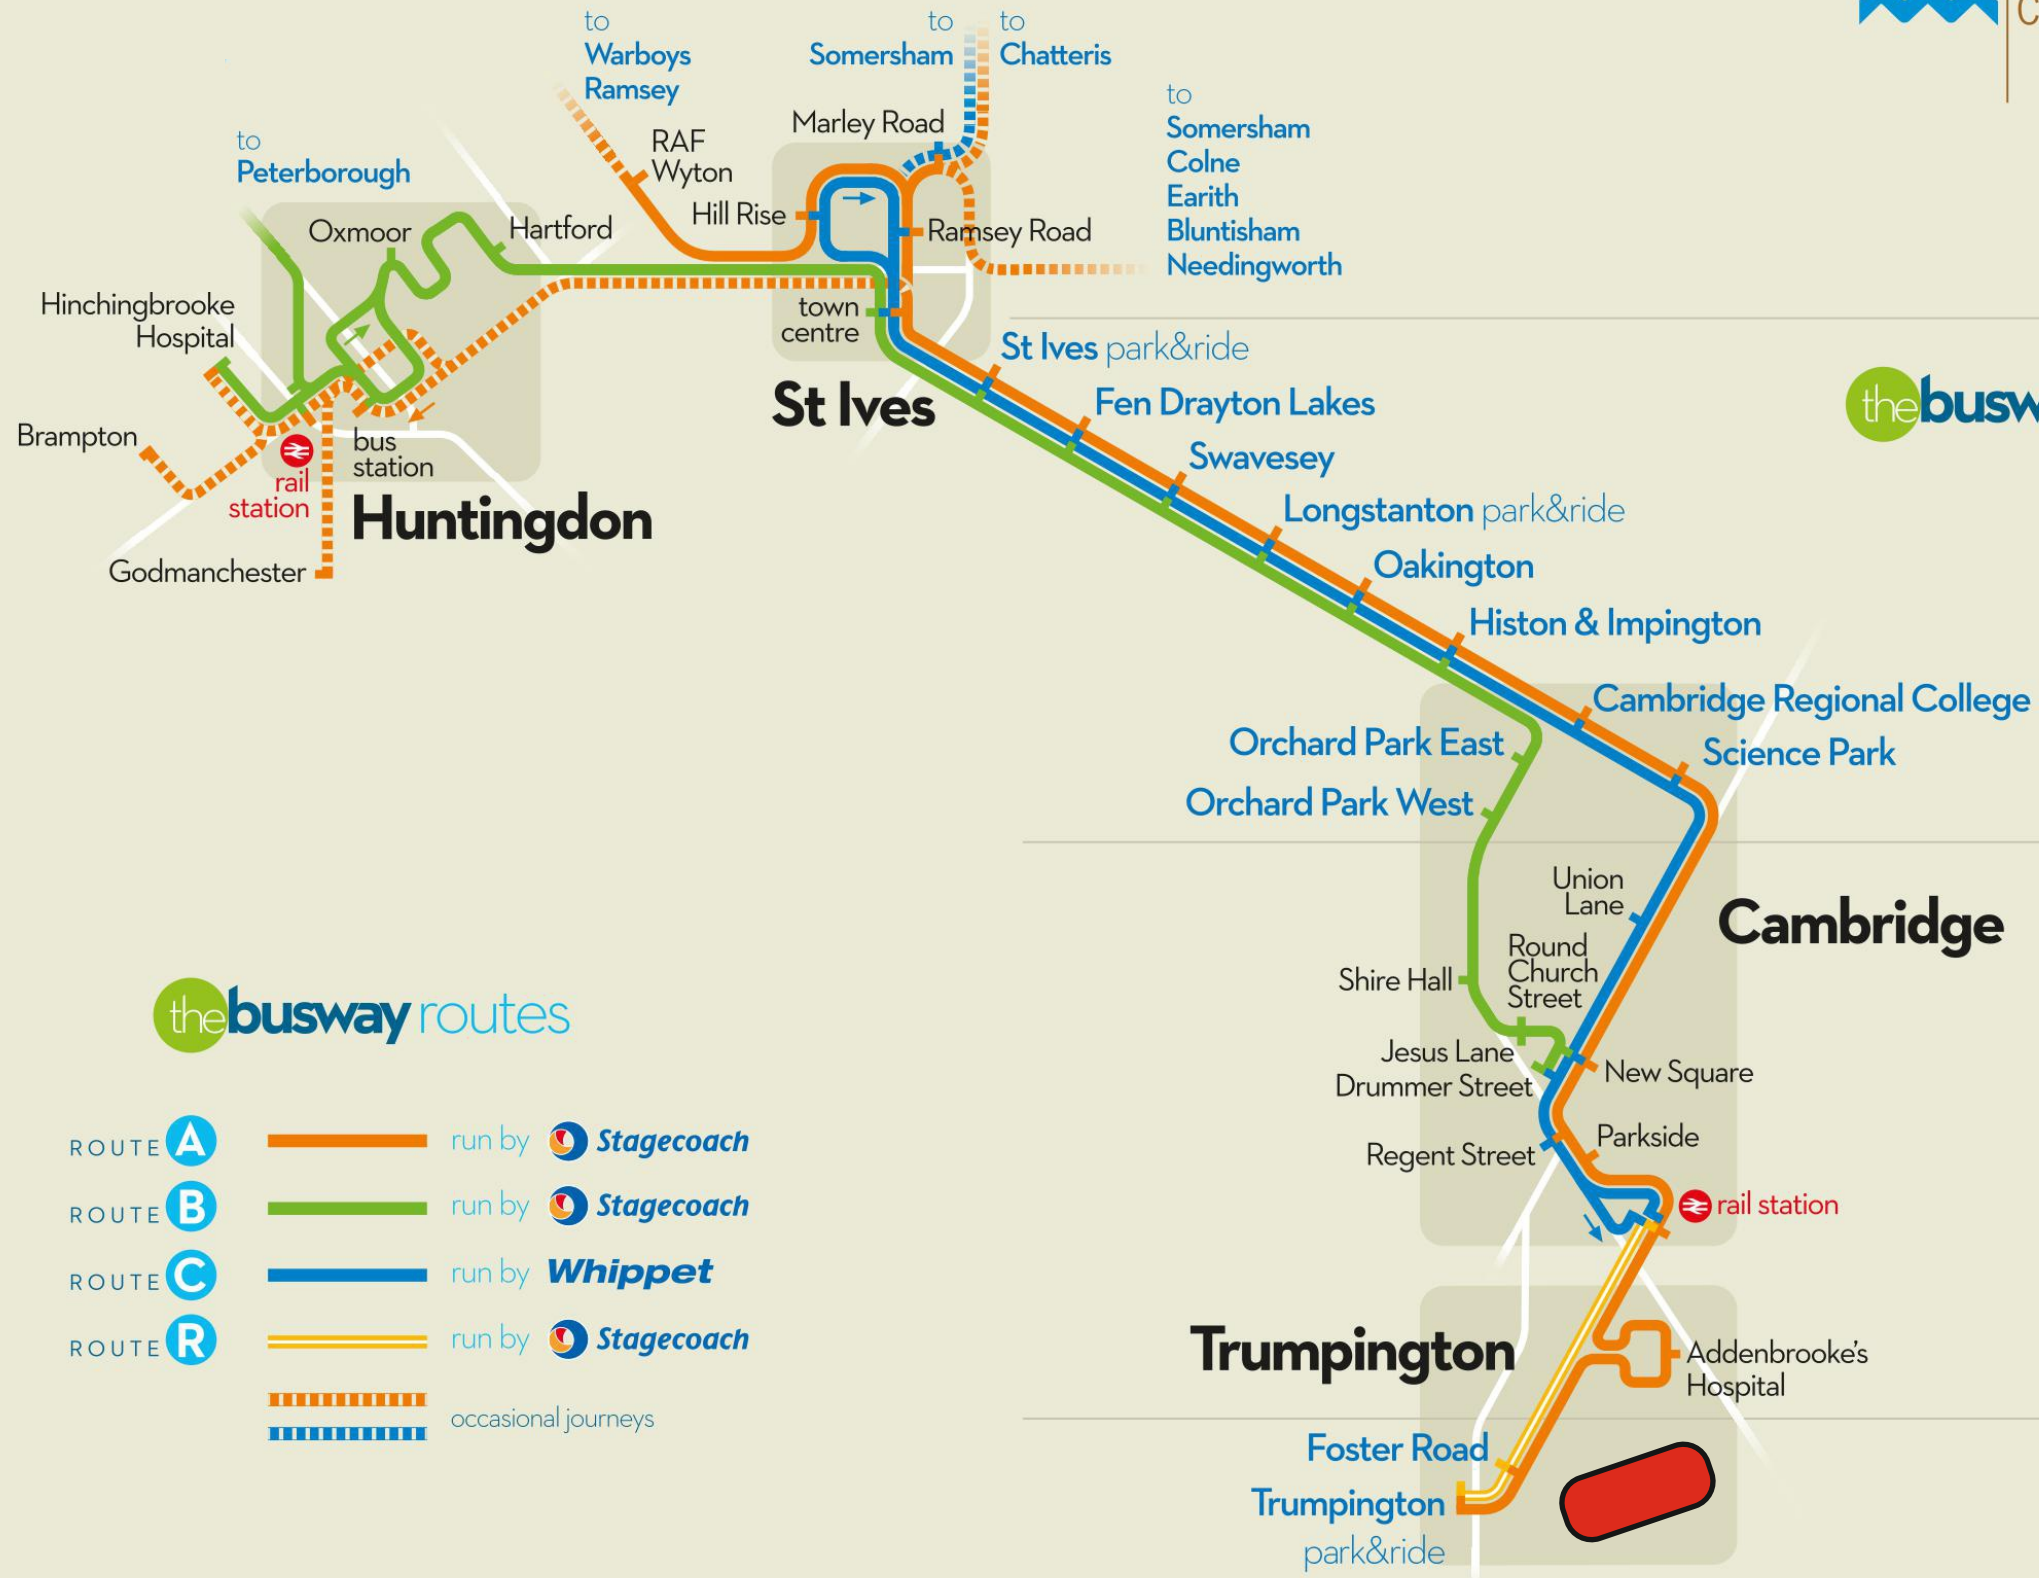 to
Warboys
Ramsey
to
Somersham
to
Chatteris
to
Somersham
Colne
Earith
Bluntisham
Needingworth
to
Peterborough
RAF
Wyton
Marley Road
Hill Rise
Ramsey Road
Oxmoor
Hartford
Hinchingbrooke
Hospital
town
centre
St Ives
Brampton
bus
station
rail
station
Huntingdon
Godmanchester
St Ives park&ride
Fen Drayton Lakes
Swavesey
Longstanton park&ride
Oakington
Histon & Impington
Cambridge Regional College
Science Park
Orchard Park East
Orchard Park West
Union
Lane
Cambridge
Round
Church
Street
Shire Hall
Jesus Lane
Drummer Street
New Square
Parkside
Regent Street
rail station
Trumpington
Addenbrooke's
Hospital
Foster Road
Trumpington
park&ride
thebusway routes
ROUTE A run by Stagecoach
ROUTE B run by Stagecoach
ROUTE C run by Whippet
ROUTE R run by Stagecoach
occasional journeys